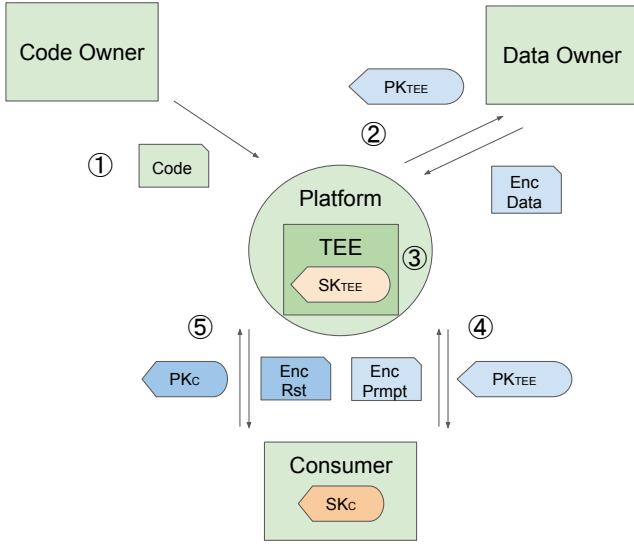 Code Owner
Data Owner
PKTEE
②
①
Code
Enc
Data
Platform
TEE
③
SKTEE
⑤
④
PKC
Enc
Rst
Enc
Prmpt
PKTEE
Consumer
SKC